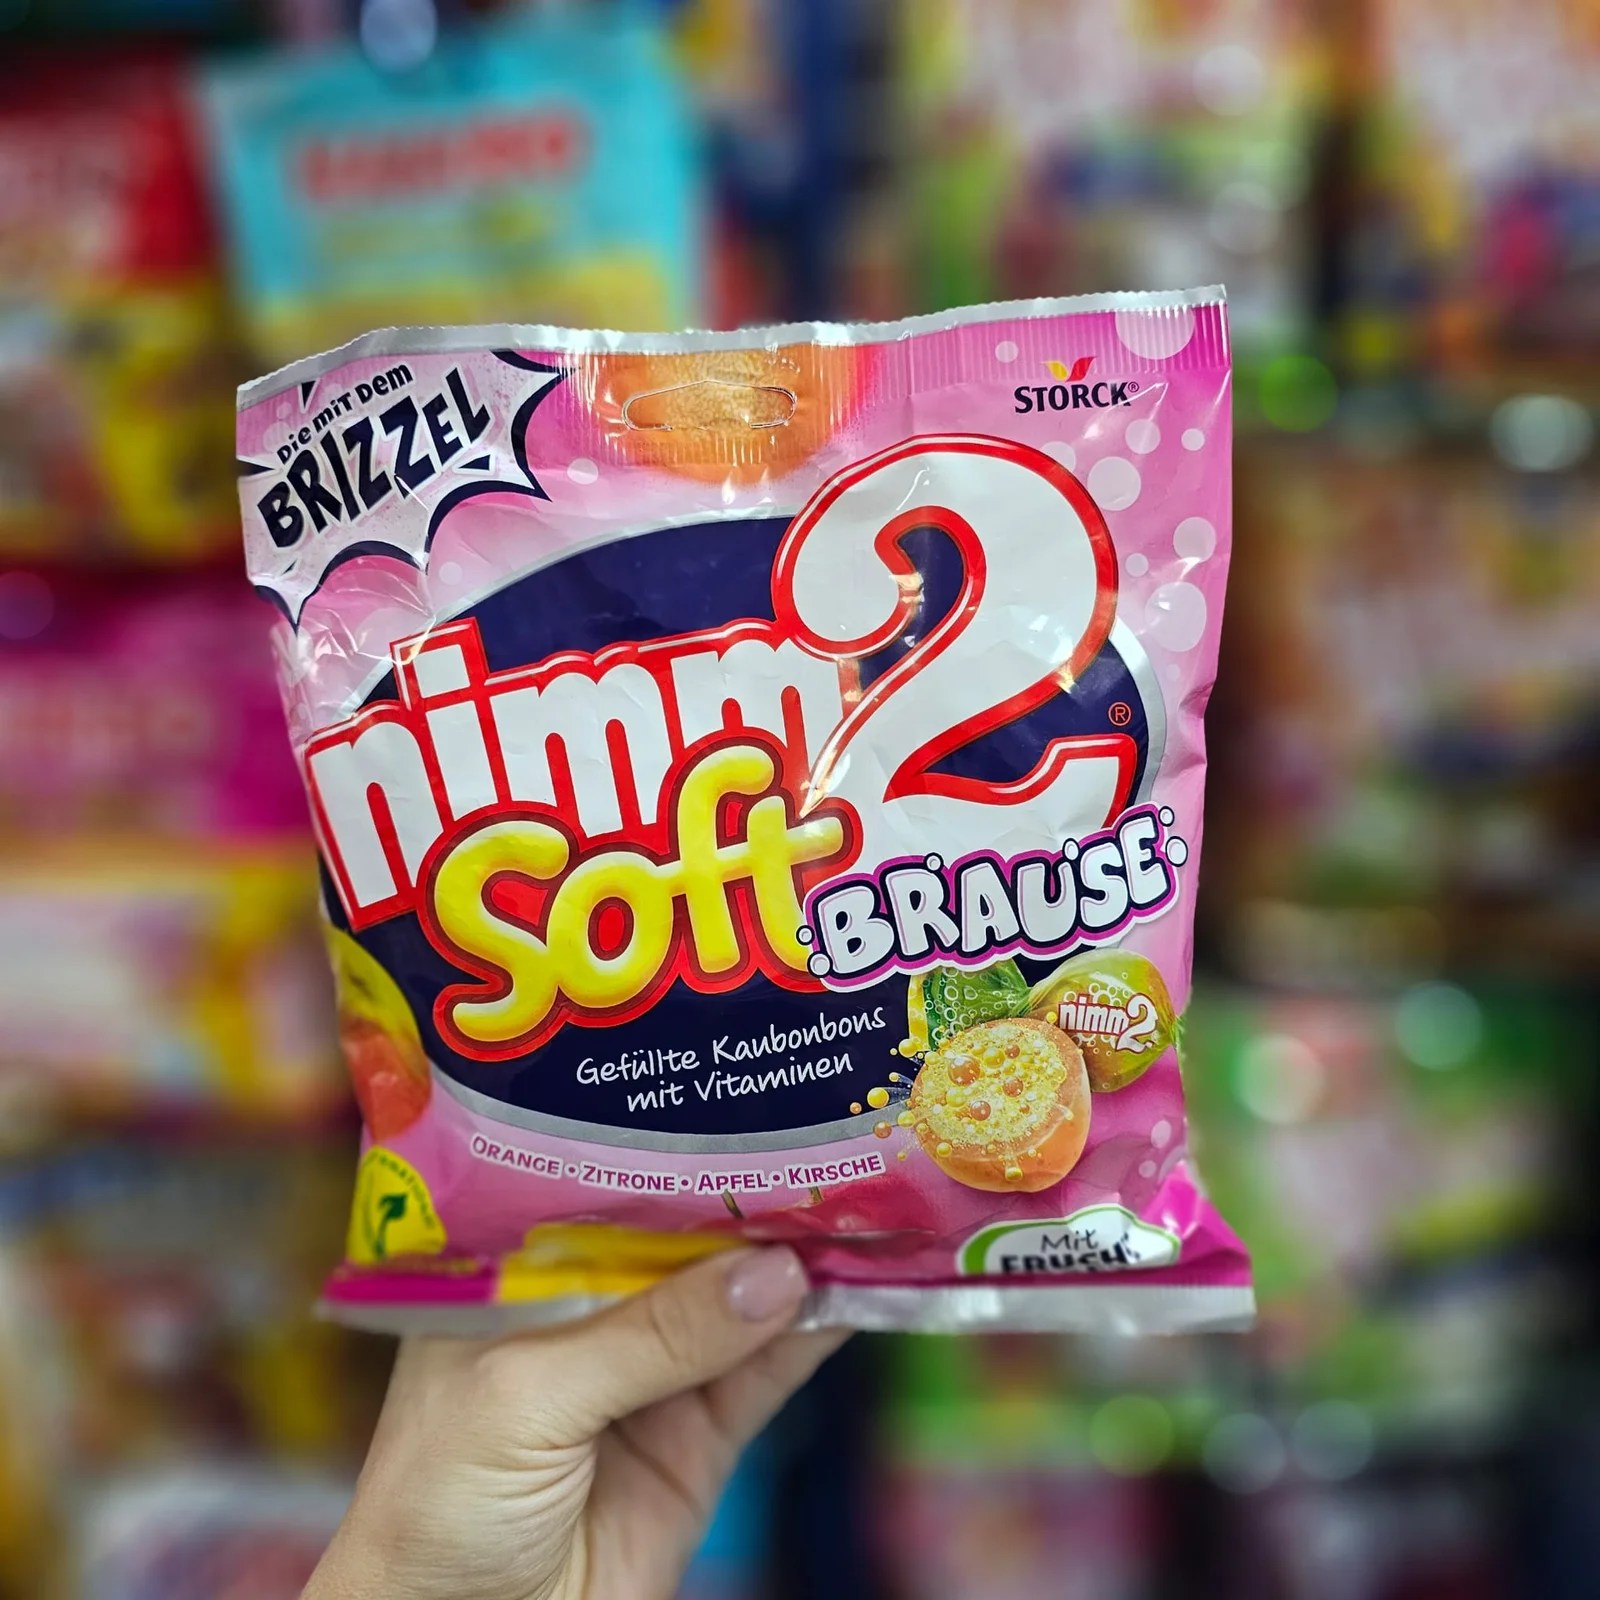 Die mit dem
BRIZZEL
STORCK®
nimm2®
soft
BRAUSE
nimm2
Gefüllte Kaubonbons
mit Vitaminen
ORANGE • ZITRONE • APFEL • KIRSCHE
Mit